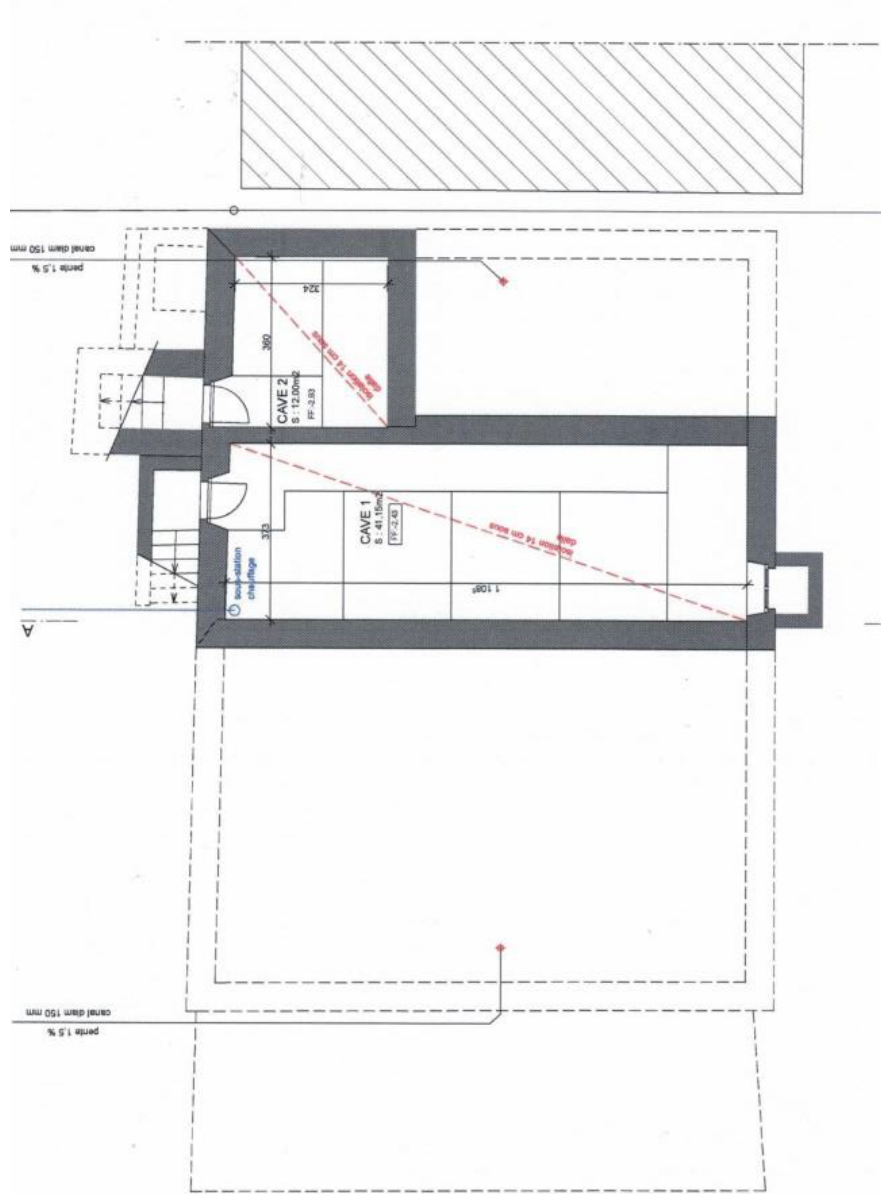 canal diam 150 mm
pente 1,5 %
324
360
isolation 14 cm sous
dalle
CAVE 2
S : 12.00m2
FF:-2.93
373
CAVE 1
S : 41,15m2
FF:-2.43
isolation 14 cm sous
dalle
sous-station
chauffage
1 108⁵
A
canal diam 150 mm
pente 1,5 %